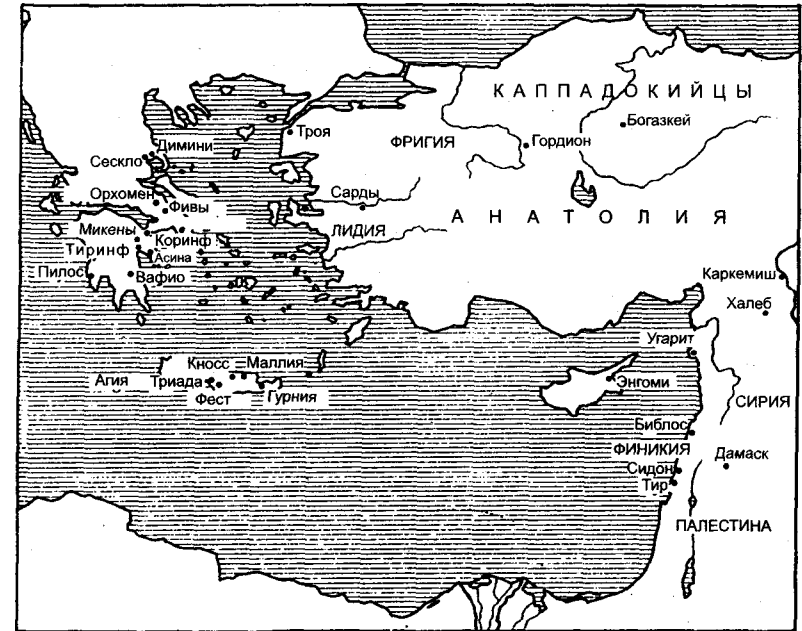 КАППАДОКИЙЦЫ
Богазкей
Троя
ФРИГИЯ
Гордион
Димини
Сескло
Сарды
Орхомен
Фивы
АНАТОЛИЯ
Микены
Коринф
ЛИДИЯ
Тиринф
Асина
Пилос
Вафио
Каркемиш
Халеб
Угарит
Кносс Маллия
Агия Триада
Энгоми
Фест Гурния
СИРИЯ
Библос
ФИНИКИЯ
Дамаск
Сидон
Тир
ПАЛЕСТИНА